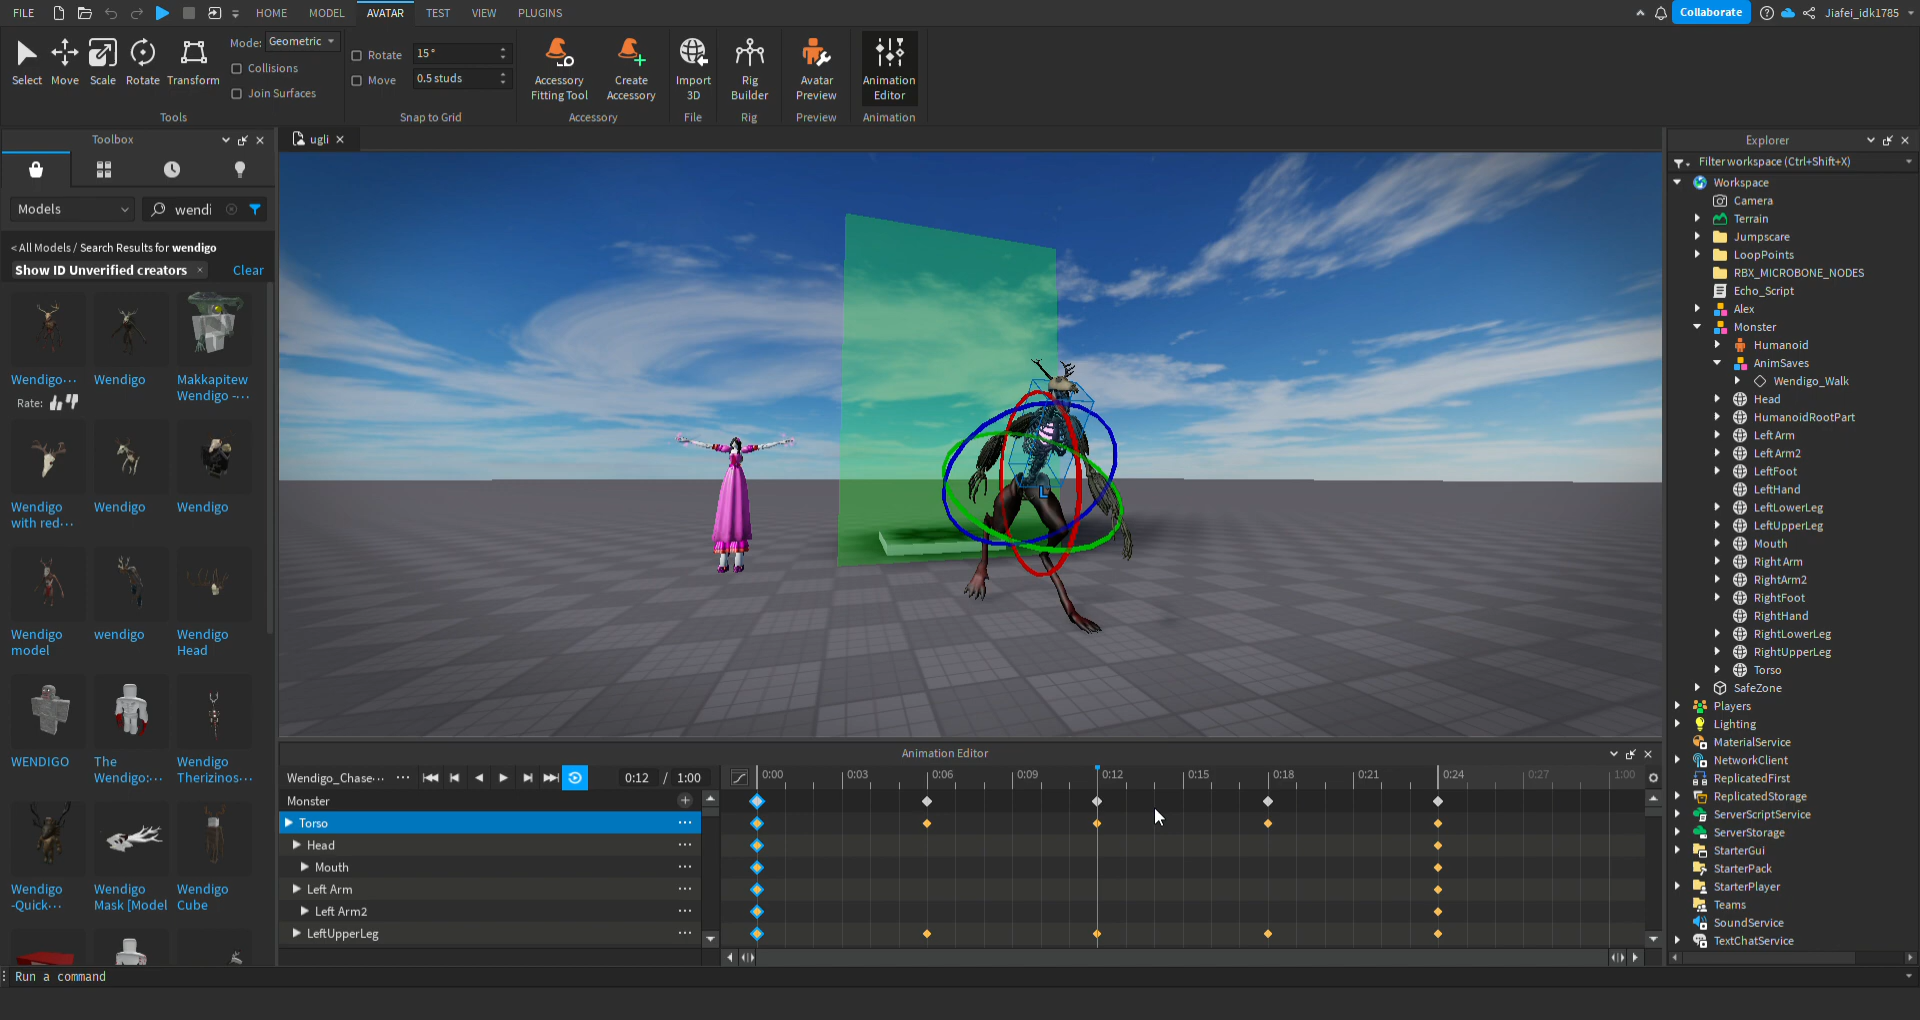 FILE HOME MODEL AVATAR TEST VIEW PLUGINS Collaborate Jiafei_idk1785
Select Move Scale Rotate Transform
Mode: Geometric
Collisions
Join Surfaces
Tools
Rotate 15°
Move 0.5 studs
Snap to Grid
Accessory Fitting Tool
Create Accessory
Accessory
Import 3D
File
Rig Builder
Rig
Avatar Preview
Preview
Animation Editor
Animation
Toolbox
Models
wendi
< All Models / Search Results for wendigo
Show ID Unverified creators × Clear
Wendigo...
Rate:
Wendigo
Makkapitew
Wendigo -...
Wendigo
with red...
Wendigo
Wendigo
Wendigo
model
wendigo
Wendigo
Head
WENDIGO
The
Wendigo:...
Wendigo
Therizinos...
Wendigo
-Quick...
Wendigo
Mask [Model
Wendigo
Cube
ugli
L
Animation Editor
Wendigo_Chase... 0:12 / 1:00
0:00 0:03 0:06 0:09 0:12 0:15 0:18 0:21 0:24 0:27 1:00
Monster
Torso
Head
Mouth
Left Arm
Left Arm2
LeftUpperLeg
Explorer
Filter workspace (Ctrl+Shift+X)
Workspace
Camera
Terrain
Jumpscare
LoopPoints
RBX_MICROBONE_NODES
Echo_Script
Alex
Monster
Humanoid
AnimSaves
Wendigo_Walk
Head
HumanoidRootPart
Left Arm
Left Arm2
LeftFoot
LeftHand
LeftLowerLeg
LeftUpperLeg
Mouth
Right Arm
RightArm2
RightFoot
RightHand
RightLowerLeg
RightUpperLeg
Torso
SafeZone
Players
Lighting
MaterialService
NetworkClient
ReplicatedFirst
ReplicatedStorage
ServerScriptService
ServerStorage
StarterGui
StarterPack
StarterPlayer
Teams
SoundService
TextChatService
Run a command